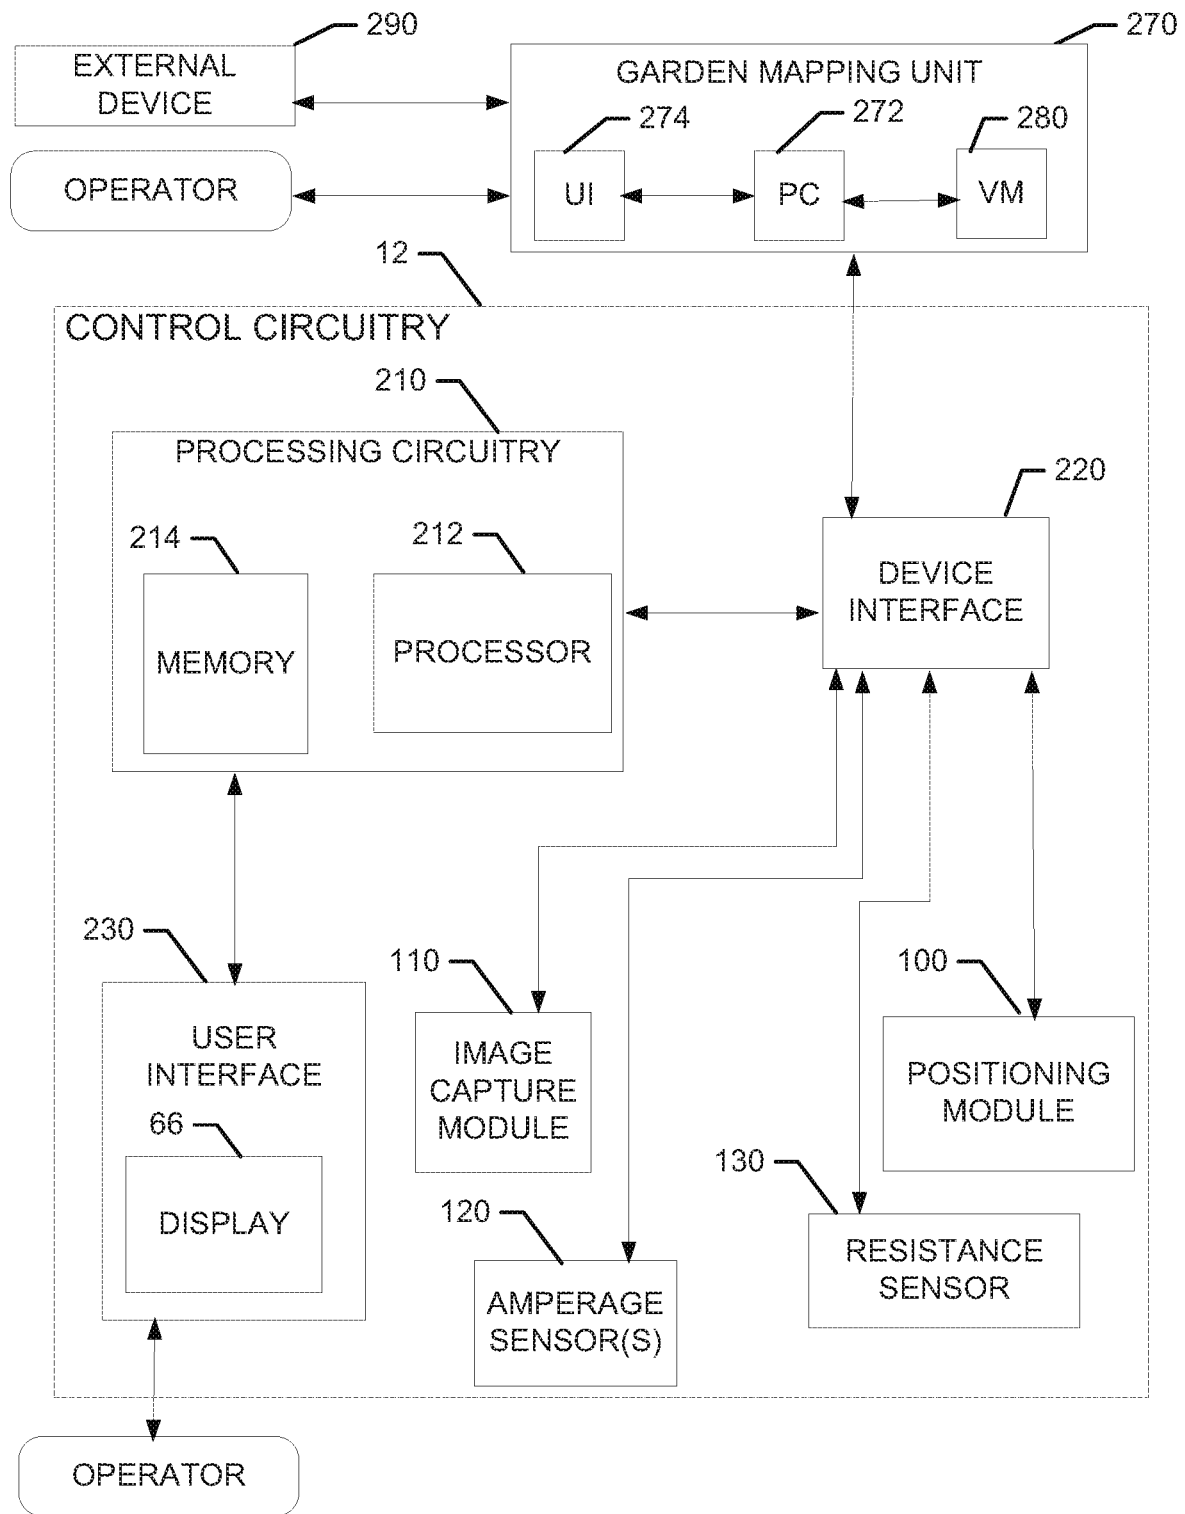 290
270
EXTERNAL
DEVICE
GARDEN MAPPING UNIT
274
272
280
OPERATOR
UI
PC
VM
12
CONTROL CIRCUITRY
210
PROCESSING CIRCUITRY
220
214
212
DEVICE
INTERFACE
MEMORY
PROCESSOR
230
110
100
USER
INTERFACE
IMAGE
CAPTURE
MODULE
POSITIONING
MODULE
66
130
DISPLAY
120
RESISTANCE
SENSOR
AMPERAGE
SENSOR(S)
OPERATOR